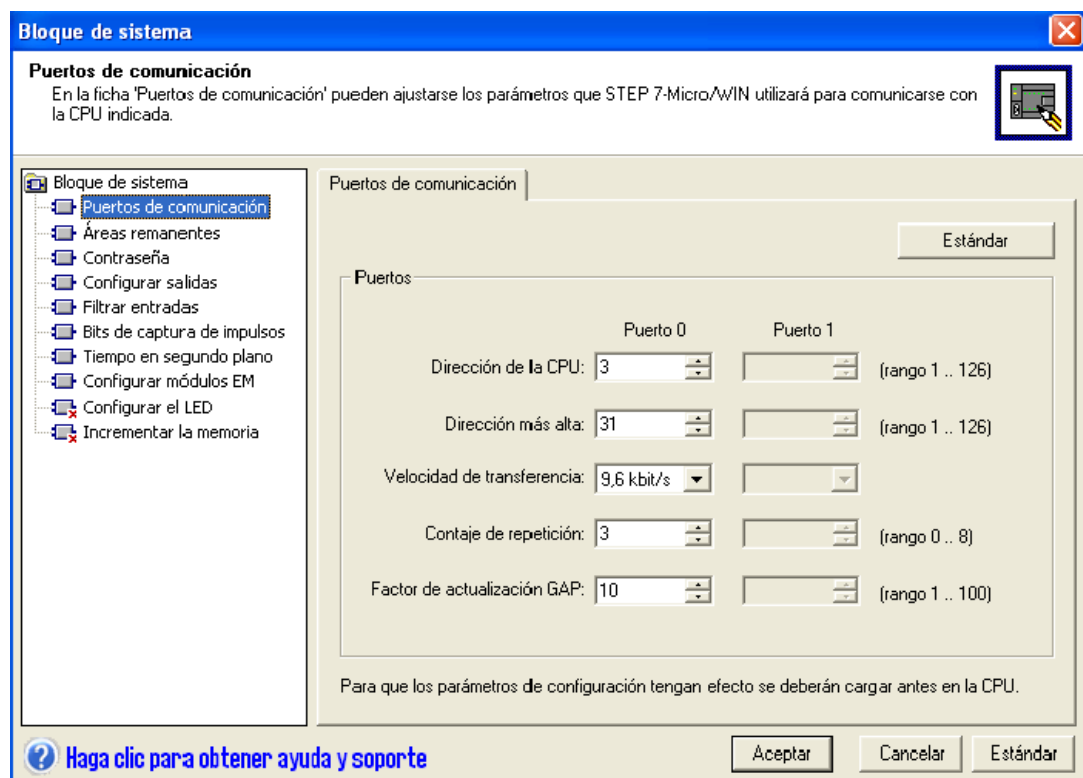 Bloque de sistema
Puertos de comunicación
En la ficha 'Puertos de comunicación' pueden ajustarse los parámetros que STEP 7-Micro/WIN utilizará para comunicarse con
la CPU indicada.
Bloque de sistema
Puertos de comunicación
Áreas remanentes
Contraseña
Configurar salidas
Filtrar entradas
Bits de captura de impulsos
Tiempo en segundo plano
Configurar módulos EM
Configurar el LED
Incrementar la memoria
Puertos de comunicación
Estándar
Puertos
Puerto 0 Puerto 1
Dirección de la CPU: 3 (rango 1 .. 126)
Dirección más alta: 31 (rango 1 .. 126)
Velocidad de transferencia: 9,6 kbit/s
Contaje de repetición: 3 (rango 0 .. 8)
Factor de actualización GAP: 10 (rango 1 .. 100)
Para que los parámetros de configuración tengan efecto se deberán cargar antes en la CPU.
Haga clic para obtener ayuda y soporte
Aceptar Cancelar Estándar